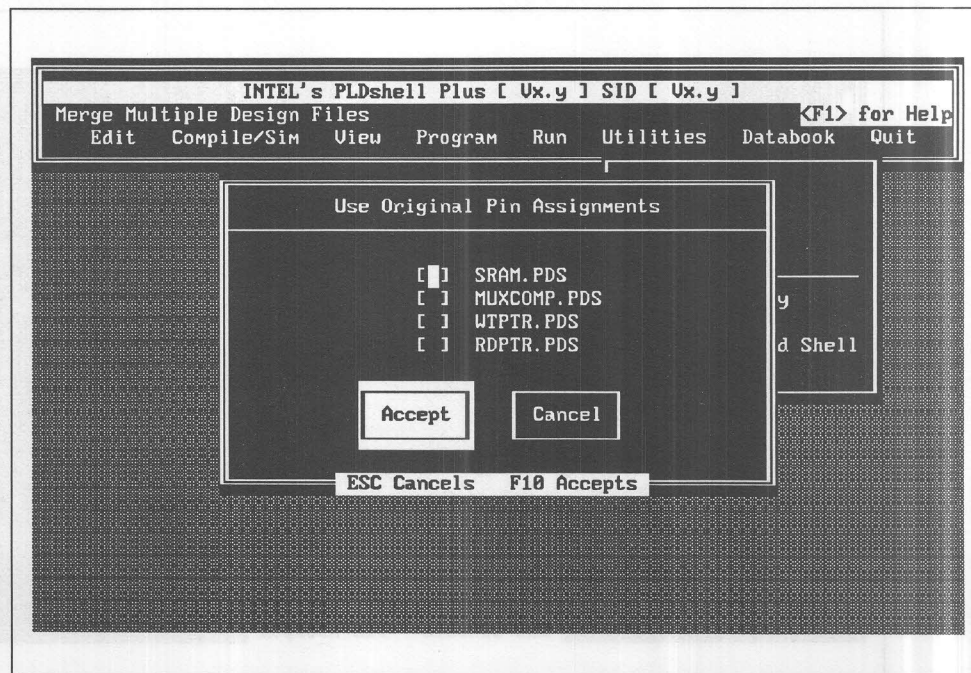 INTEL's PLDshell Plus [ Vx.y ] SID [ Vx.y ]
Merge Multiple Design Files <F1> for Help
Edit Compile/Sim View Program Run Utilities Databook Quit
Use Original Pin Assignments
[ ] SRAM.PDS
[ ] MUXCOMP.PDS
y
[ ] WTPTR.PDS
[ ] RDPTR.PDS
d Shell
Accept Cancel
ESC Cancels F10 Accepts